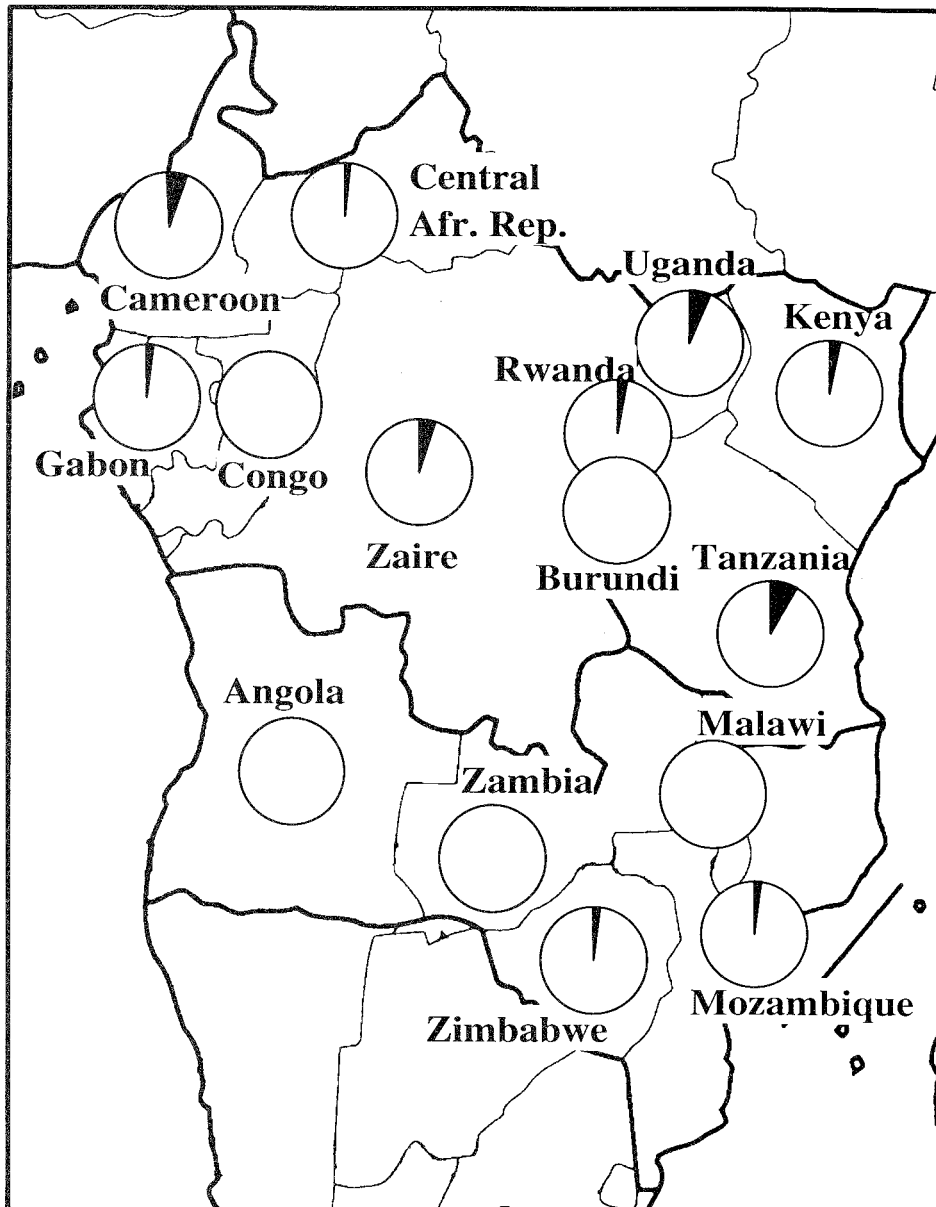 Central
Afr. Rep.
Uganda
Cameroon
Kenya
Rwanda
Gabon
Congo
Zaire
Tanzania
Burundi
Angola
Malawi
Zambia
Mozambique
Zimbabwe